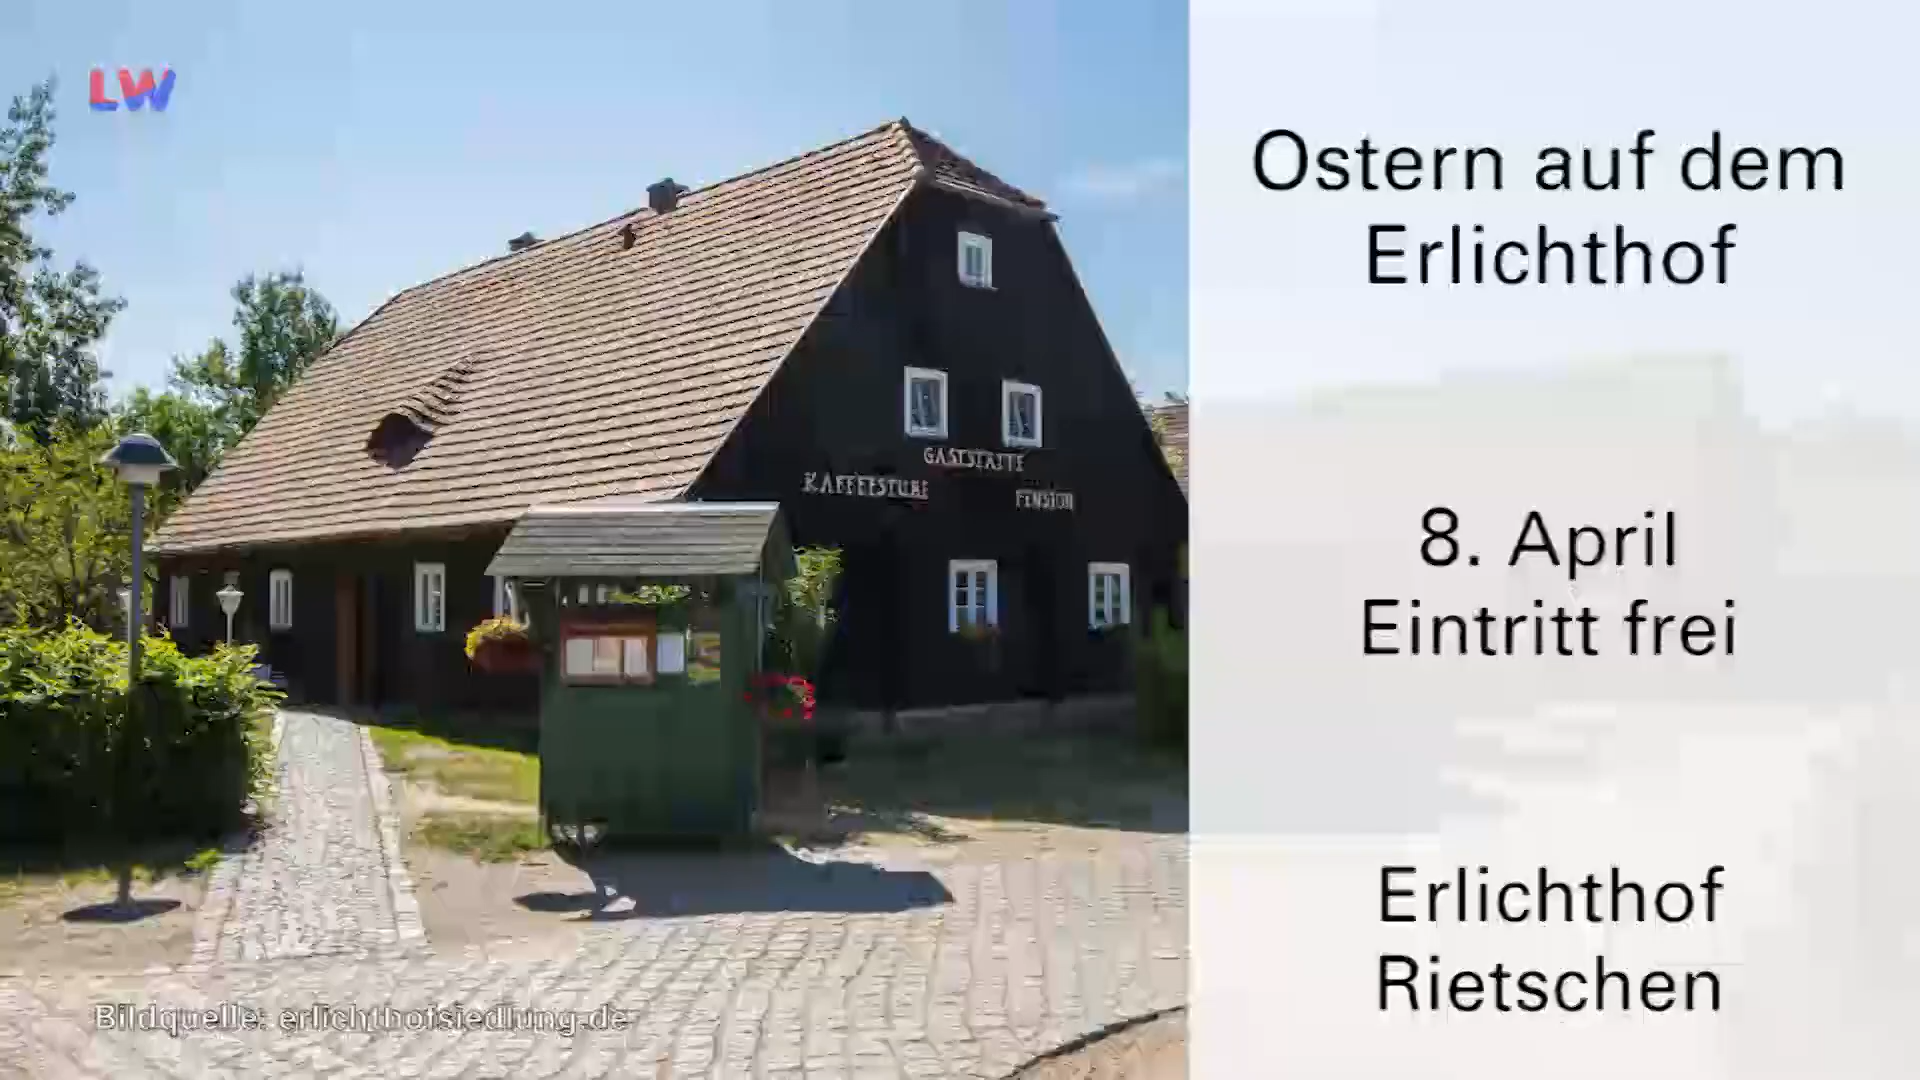 LW
Ostern auf dem
Erlichthof
GASTSTÄTTE
KAFFEESTUBE
PENSION
8. April
Eintritt frei
Erlichthof
Rietschen
Bildquelle: erlichthofsiedlung.de